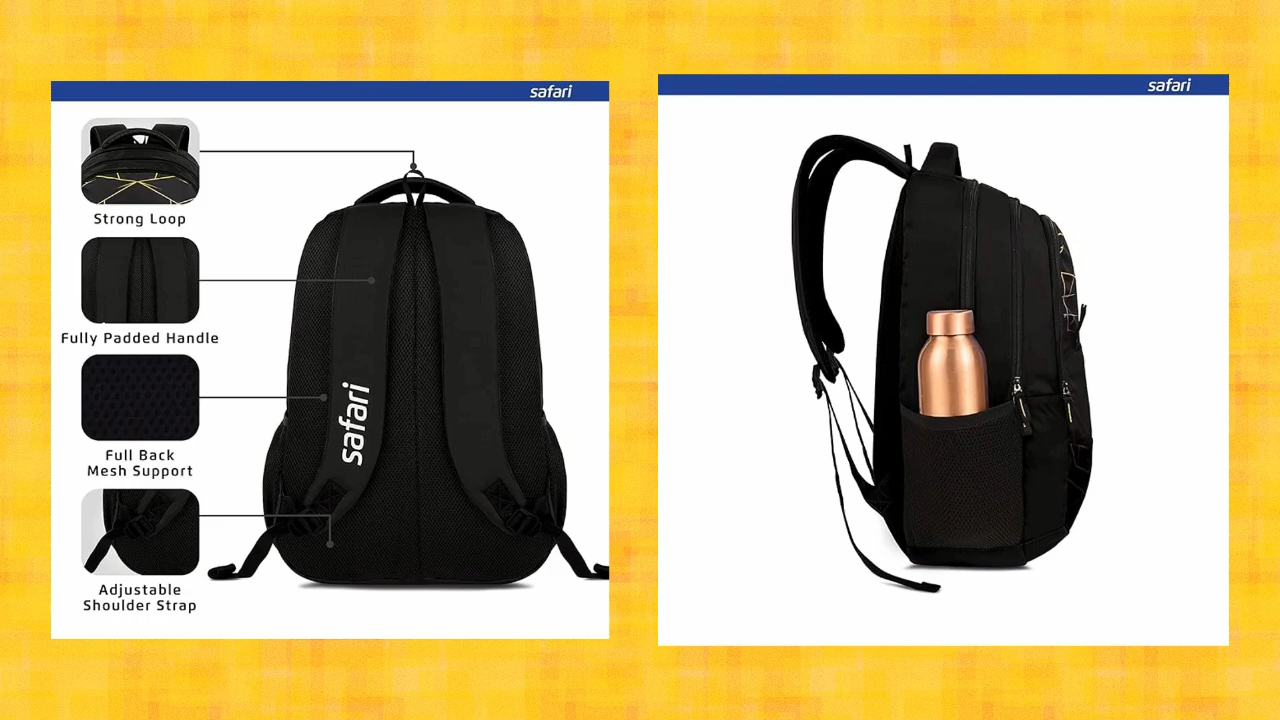 safari
Strong Loop
Fully Padded Handle
Full Back
Mesh Support
Adjustable
Shoulder Strap
safari
safari